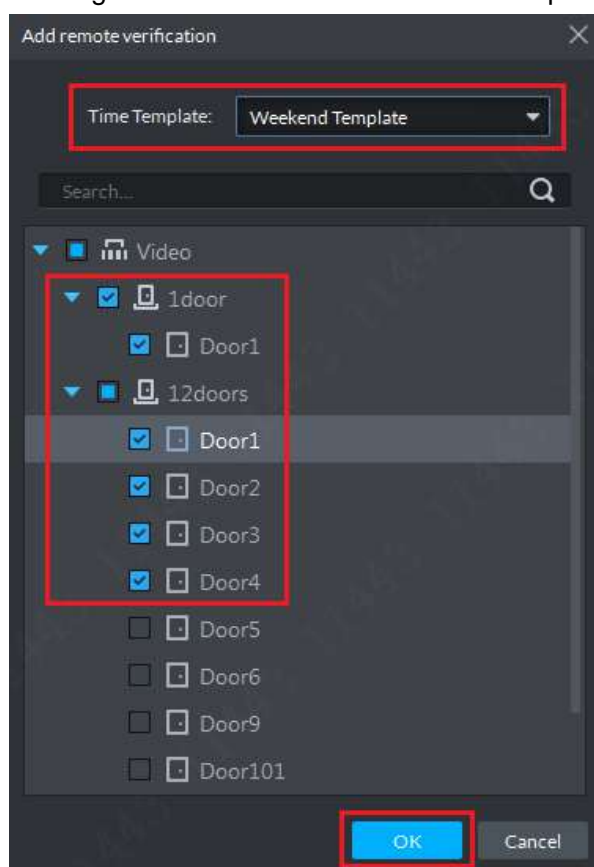 Add remote verification
Time Template: Weekend Template
Search...
Video
1door
Door1
12doors
Door1
Door2
Door3
Door4
Door5
Door6
Door9
Door101
OK Cancel